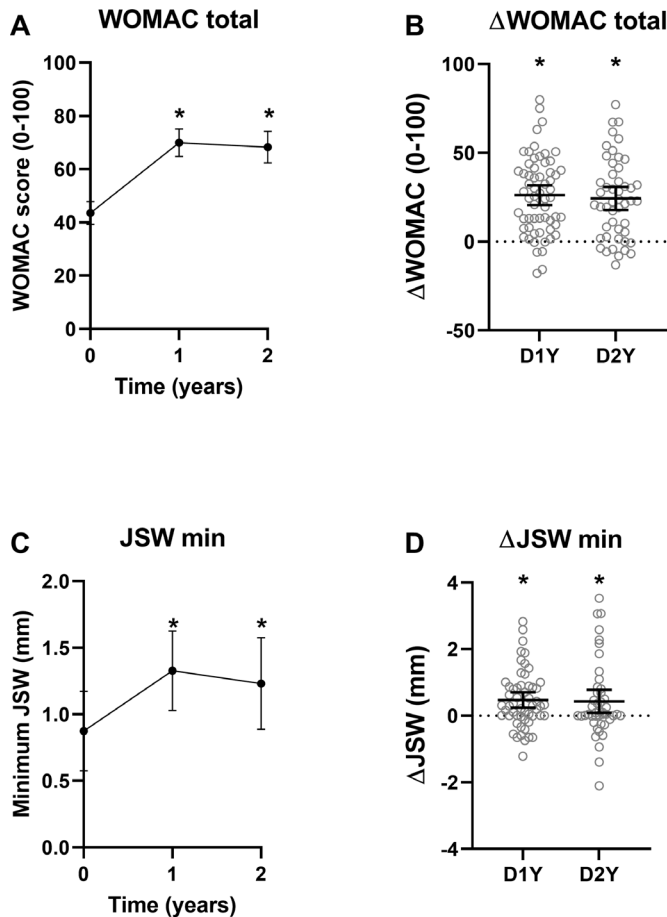 A
WOMAC total
WOMAC score (0-100)
100
80
60
40
20
0
* *
0 1 2
Time (years)
B
ΔWOMAC total
ΔWOMAC (0-100)
* *
100
50
0
-50
D1Y D2Y
C
JSW min
Minimum JSW (mm)
2.0
1.5
1.0
0.5
0.0
* *
0 1 2
Time (years)
D
ΔJSW min
ΔJSW (mm)
* *
4
2
0
-2
-4
D1Y D2Y